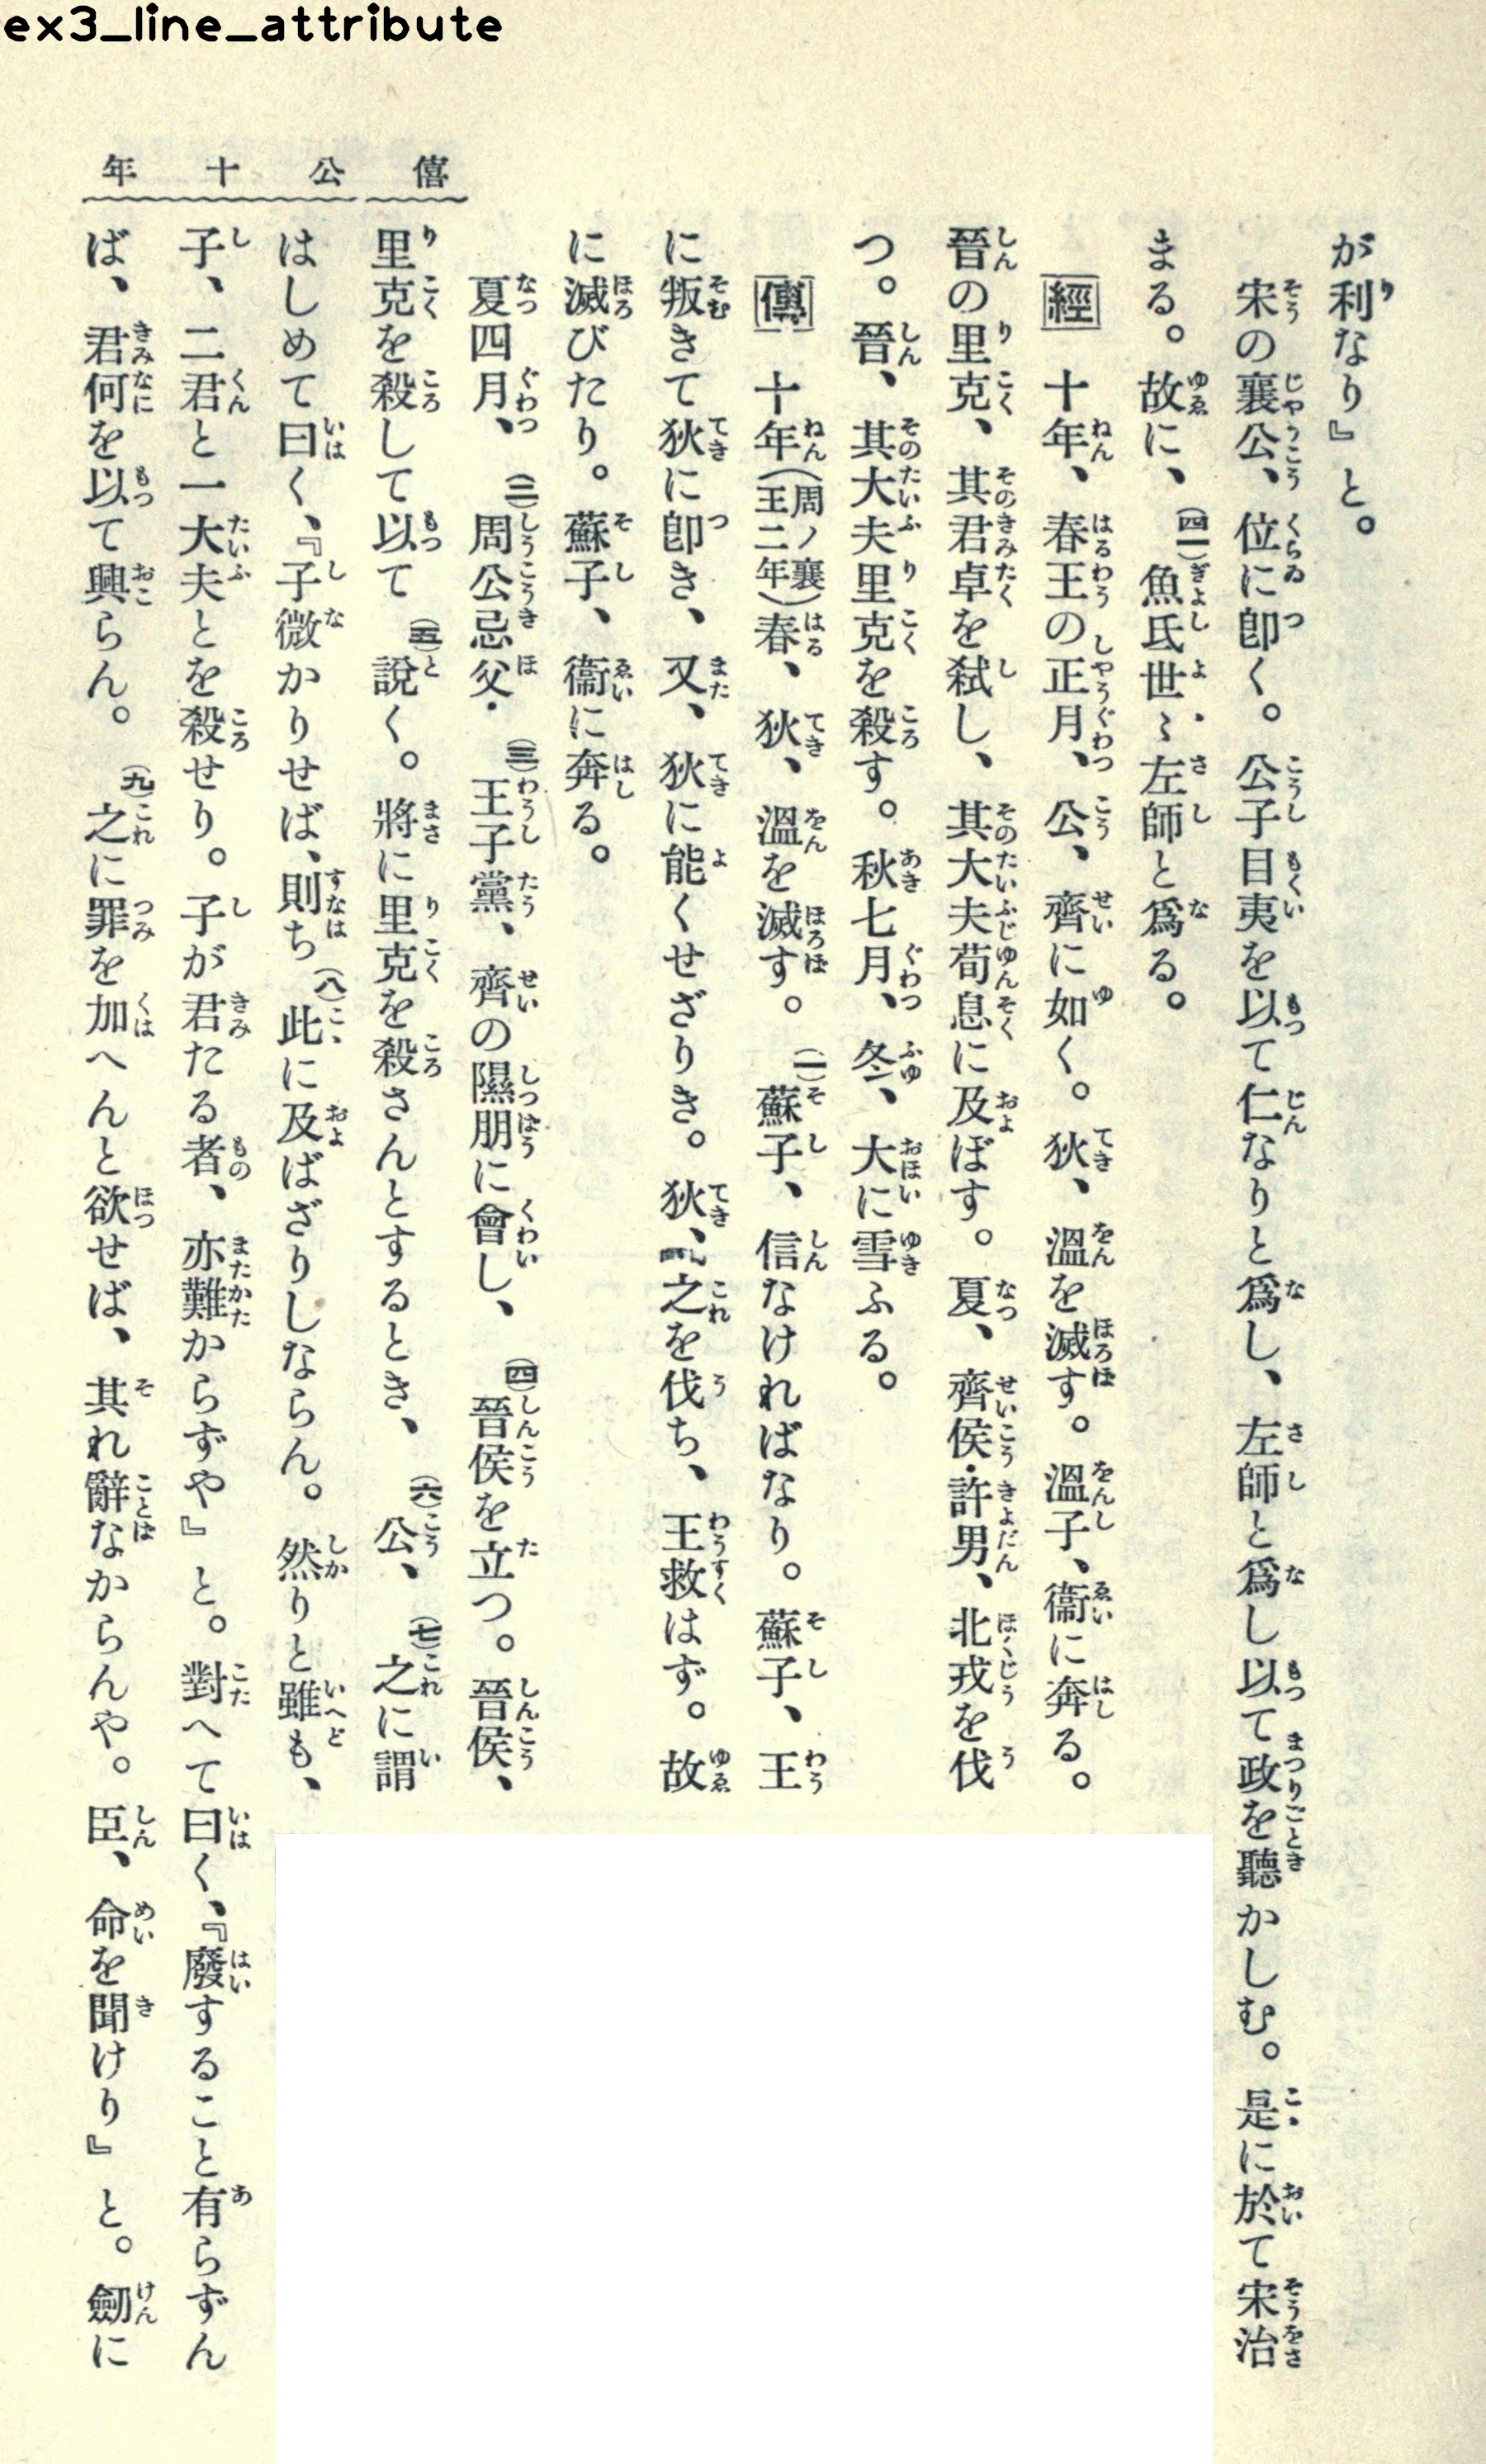 ex3_line_attribute
僖公十年
が利なり』と。
宋の襄公、位に卽く。公子目夷を以て仁なりと爲し、左師と爲し以て政を聽かしむ。是に於て宋治
まる。故に、(四一)魚氏世〻左師と爲る。
經 十年、春王の正月、公、齊に如く。狄、溫を滅す。溫子、衞に奔る。
晉の里克、其君卓を弑し、其大夫荀息に及ぼす。夏、齊侯・許男、北戎を伐
つ。晉、其大夫里克を殺す。秋七月、冬、大に雪ふる。
傳 十年(周ノ襄王二年)春、狄、溫を滅す。(一)蘇子、信なければなり。蘇子、王
に叛きて狄に卽き、又、狄に能くせざりき。狄、之を伐ち、王救はず。故
に滅びたり。蘇子、衞に奔る。
夏四月、(二)周公忌父・(三)王子黨、齊の隰朋に會し、(四)晉侯を立つ。晉侯、
里克を殺して以て(五)說く。將に里克を殺さんとするとき、(六)公、(七)之に謂
はしめて曰く、『子微かりせば、則ち(八)此に及ばざりしならん。然りと雖も、
子、二君と一大夫とを殺せり。子が君たる者、亦難からずや』と。對へて曰く、『廢すること有らずん
ば、君何を以て興らん。(九)之に罪を加へんと欲せば、其れ辭なからんや。臣、命を聞けり』と。劒に